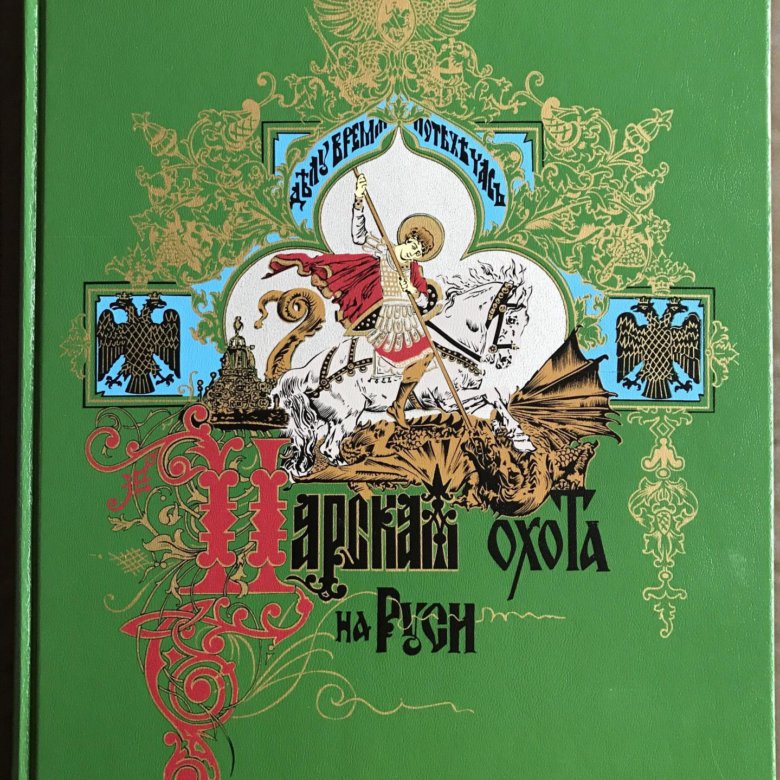 Дѣлу время потѣхѣ часъ
Царская охота
на Руси